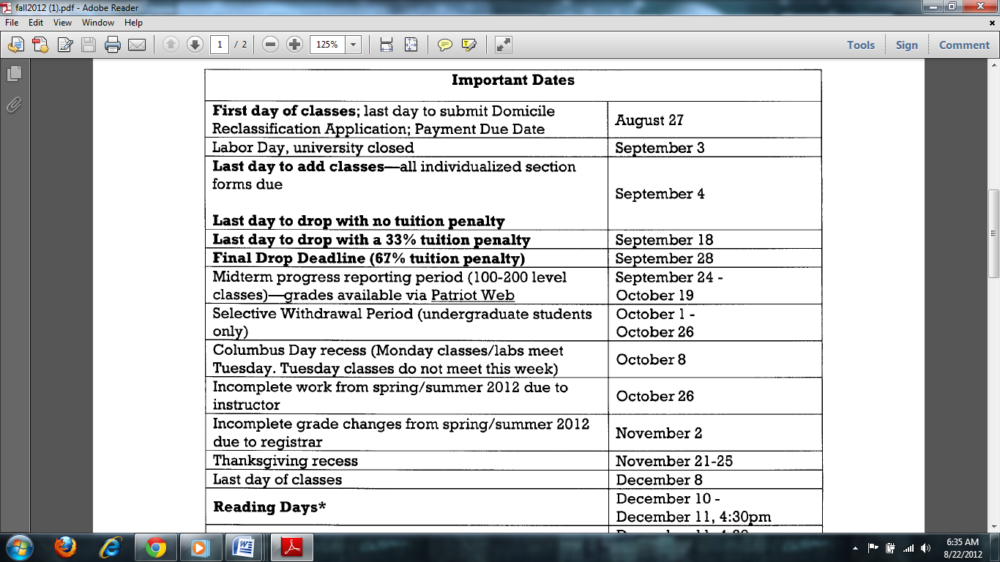 fall2012 (1).pdf - Adobe Reader
File Edit View Window Help
1 / 2 125% Tools Sign Comment
Important Dates
First day of classes; last day to submit Domicile
Reclassification Application; Payment Due Date
August 27
Labor Day, university closed
September 3
Last day to add classes—all individualized section
forms due
Last day to drop with no tuition penalty
September 4
Last day to drop with a 33% tuition penalty
September 18
Final Drop Deadline (67% tuition penalty)
September 28
Midterm progress reporting period (100-200 level
classes)—grades available via Patriot Web
September 24 -
October 19
Selective Withdrawal Period (undergraduate students
only)
October 1 -
October 26
Columbus Day recess (Monday classes/labs meet
Tuesday. Tuesday classes do not meet this week)
October 8
Incomplete work from spring/summer 2012 due to
instructor
October 26
Incomplete grade changes from spring/summer 2012
due to registrar
November 2
Thanksgiving recess
November 21-25
Last day of classes
December 8
Reading Days*
December 10 -
December 11, 4:30pm
6:35 AM
8/22/2012